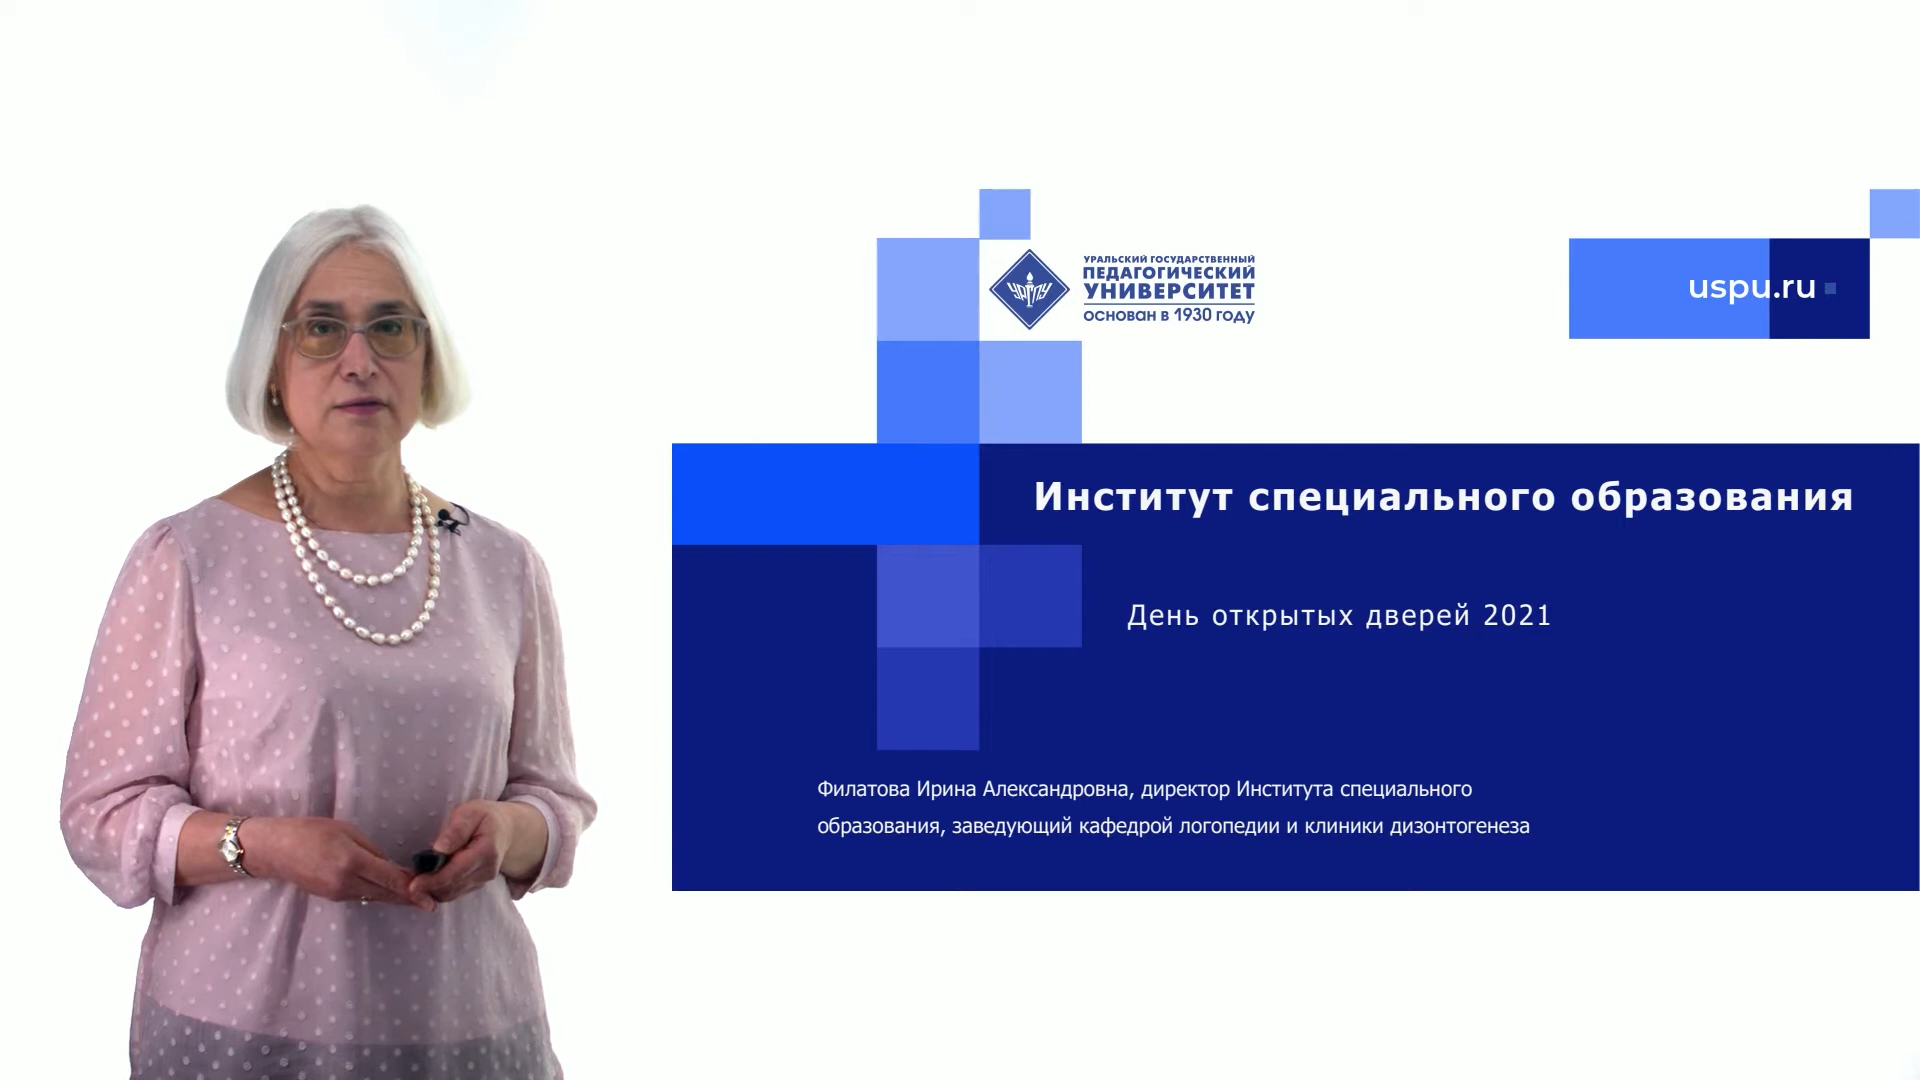 УРАЛЬСКИЙ ГОСУДАРСТВЕННЫЙ
ПЕДАГОГИЧЕСКИЙ
УНИВЕРСИТЕТ
ОСНОВАН В 1930 ГОДУ
УРГПУ
uspu.ru
Институт специального образования
День открытых дверей 2021
Филатова Ирина Александровна, директор Института специального
образования, заведующий кафедрой логопедии и клиники дизонтогенеза